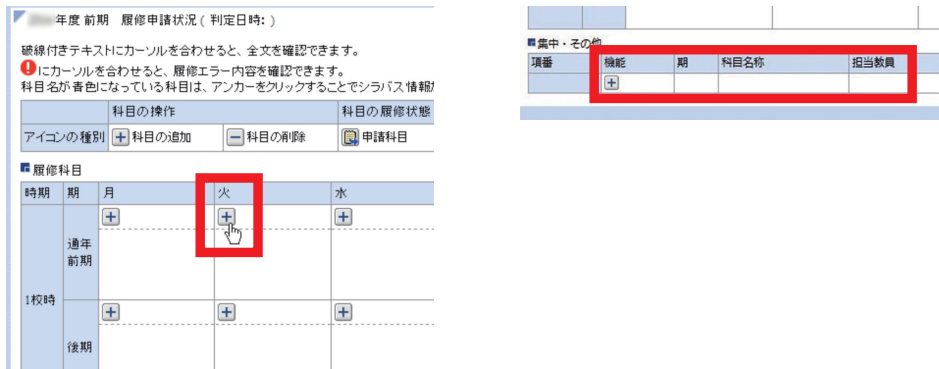 年度 前期 履修申請状況 ( 判定日時: )
破線付きテキストにカーソルを合わせると、全文を確認できます。
にカーソルを合わせると、履修エラー内容を確認できます。
科目名が青色になっている科目は、アンカーをクリックすることでシラバス情報
科目の操作 科目の履修状態
アイコンの種別 科目の追加 科目の削除 申請科目
履修科目
時期 期 月 火 水
通年
前期
1校時
後期
集中・その他
項番 機能 期 科目名称 担当教員